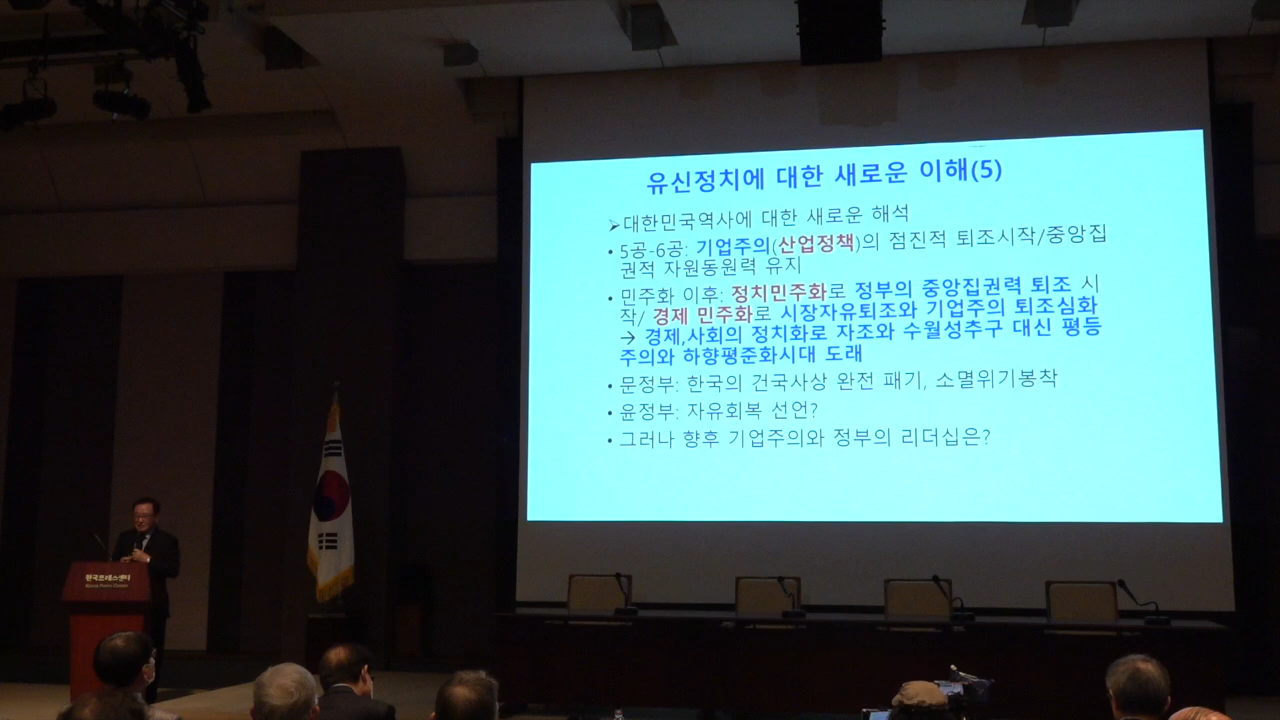 유신정치에 대한 새로운 이해(5)
➢대한민국역사에 대한 새로운 해석
• 5공-6공: 기업주의(산업정책)의 점진적 퇴조시작/중앙집
권적 자원동원력 유지
• 민주화 이후: 정치민주화로 정부의 중앙집권력 퇴조 시
작/ 경제 민주화로 시장자유퇴조와 기업주의 퇴조심화
→ 경제,사회의 정치화로 자조와 수월성추구 대신 평등
주의와 하향평준화시대 도래
• 문정부: 한국의 건국사상 완전 패기, 소멸위기봉착
• 윤정부: 자유회복 선언?
• 그러나 향후 기업주의와 정부의 리더십은?
한국프레스센터
Korea Press Center